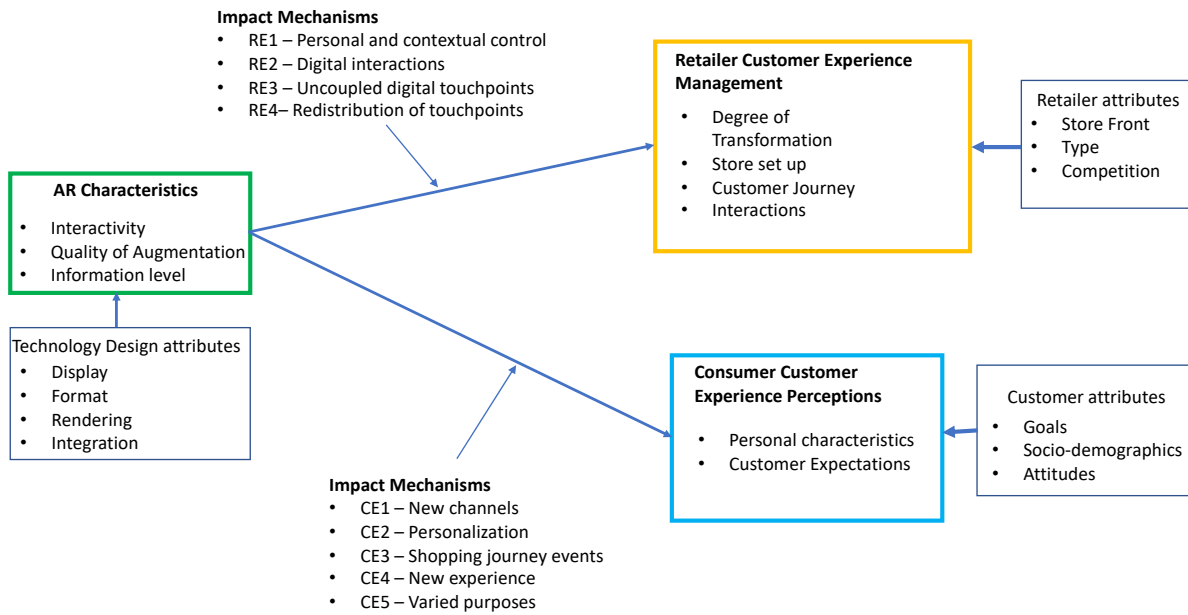 Impact Mechanisms
• RE1 – Personal and contextual control
• RE2 – Digital interactions
• RE3 – Uncoupled digital touchpoints
• RE4– Redistribution of touchpoints
Retailer Customer Experience
Management
• Degree of
Transformation
• Store set up
• Customer Journey
• Interactions
Retailer attributes
• Store Front
• Type
• Competition
AR Characteristics
• Interactivity
• Quality of Augmentation
• Information level
Technology Design attributes
• Display
• Format
• Rendering
• Integration
Consumer Customer
Experience Perceptions
• Personal characteristics
• Customer Expectations
Customer attributes
• Goals
• Socio-demographics
• Attitudes
Impact Mechanisms
• CE1 – New channels
• CE2 – Personalization
• CE3 – Shopping journey events
• CE4 – New experience
• CE5 – Varied purposes